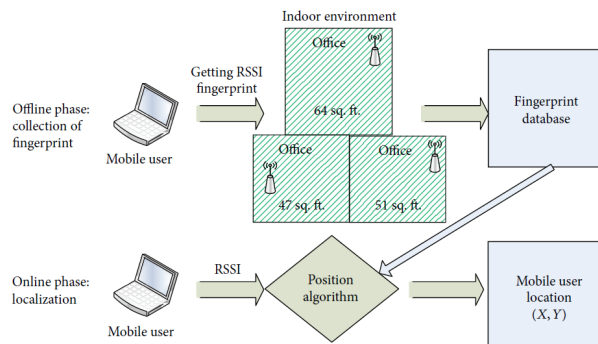 Indoor environment
Office
Getting RSSI
fingerprint
64 sq. ft.
Offline phase:
collection of
fingerprint
Mobile user
Office
Office
47 sq. ft.
51 sq. ft.
Fingerprint
database
Online phase:
localization
Mobile user
RSSI
Position
algorithm
Mobile user
location
(X, Y)